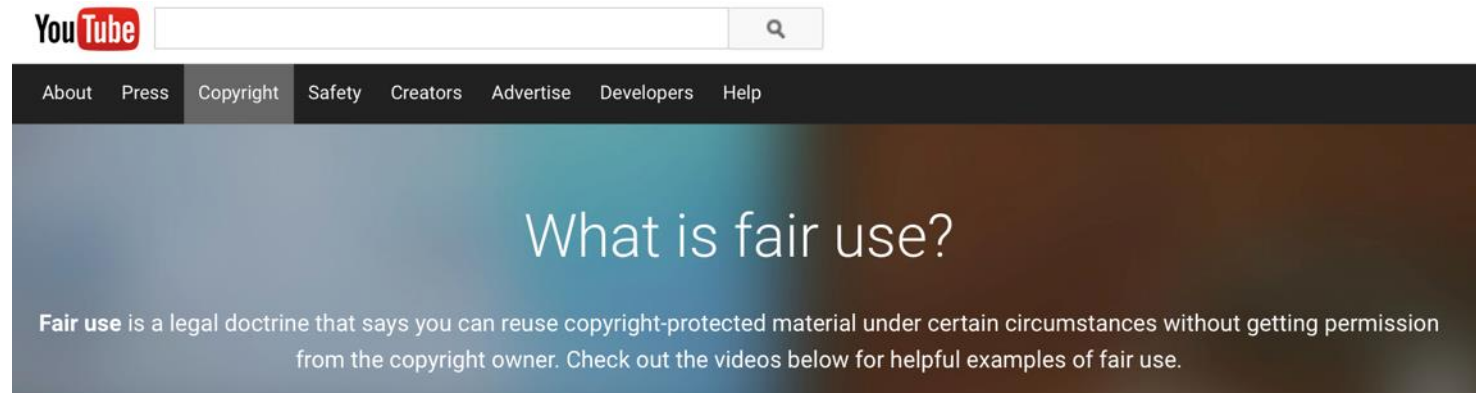 YouTube
About Press Copyright Safety Creators Advertise Developers Help
What is fair use?
Fair use is a legal doctrine that says you can reuse copyright-protected material under certain circumstances without getting permission
from the copyright owner. Check out the videos below for helpful examples of fair use.